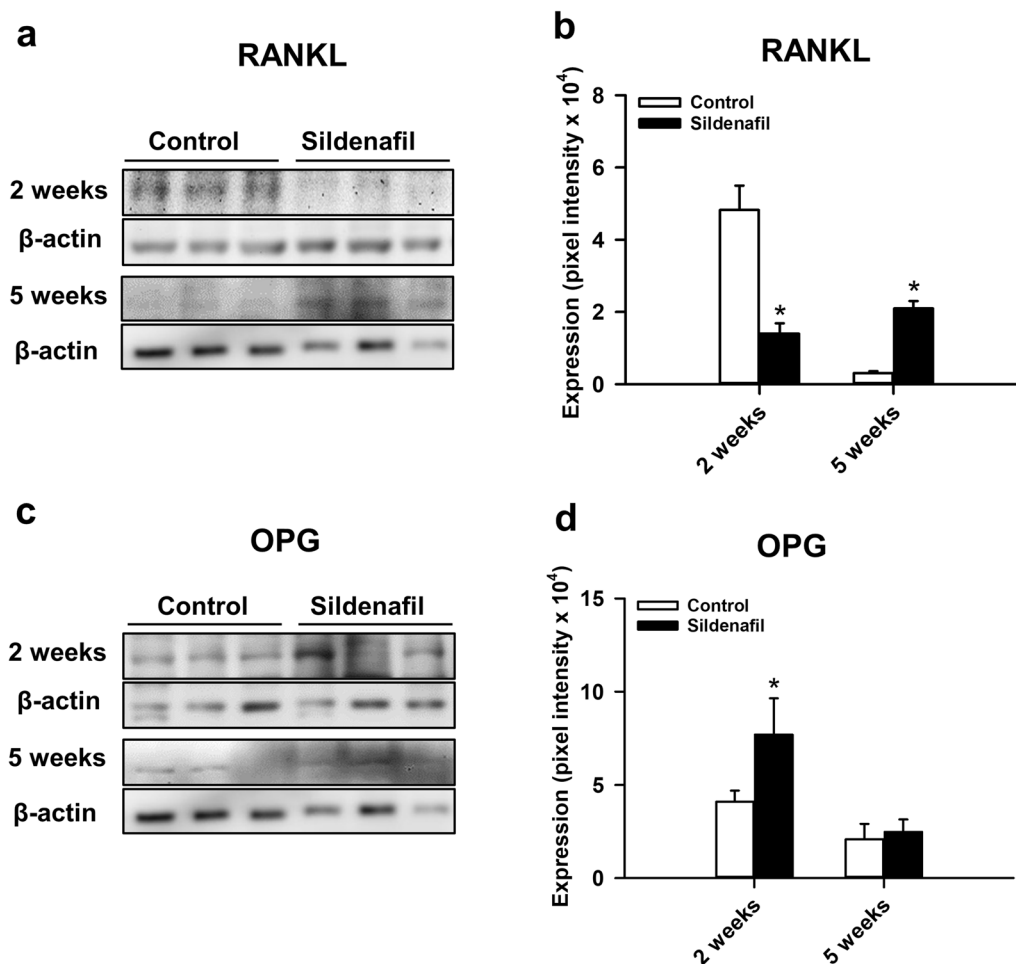 a
RANKL
Control Sildenafil
2 weeks
β-actin
5 weeks
β-actin
b
RANKL
Expression (pixel intensity x 10⁴)
8
6
4
2
0
Control
Sildenafil
*
*
2 weeks
5 weeks
c
OPG
Control Sildenafil
2 weeks
β-actin
5 weeks
β-actin
d
OPG
Expression (pixel intensity x 10⁴)
15
10
5
0
Control
Sildenafil
*
2 weeks
5 weeks